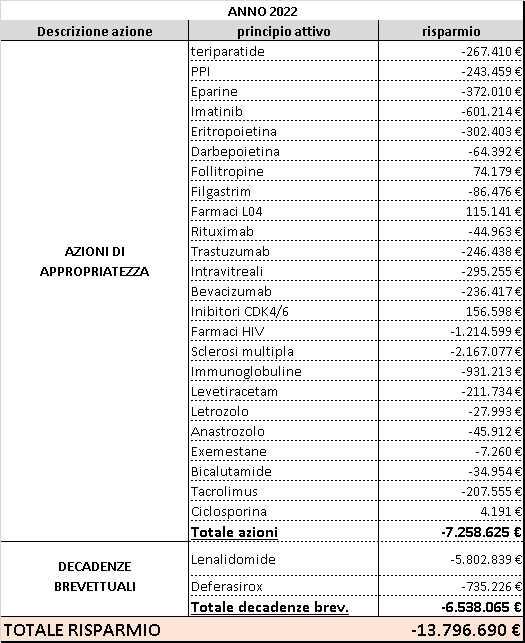 ANNO 2022
Descrizione azione principio attivo risparmio
teriparatide -267.410 €
PPI -243.459 €
Eparine -372.010 €
Imatinib -601.214 €
Eritropoietina -302.403 €
Darbepoietina -64.392 €
Follitropine 74.179 €
Filgastrim -86.476 €
Farmaci L04 115.141 €
Rituximab -44.963 €
AZIONI DI APPROPRIATEZZA
Trastuzumab -246.438 €
Intravitreali -295.255 €
Bevacizumab -236.417 €
Inibitori CDK4/6 156.598 €
Farmaci HIV -1.214.599 €
Sclerosi multipla -2.167.077 €
Immunoglobuline -931.213 €
Levetiracetam -211.734 €
Letrozolo -27.993 €
Anastrozolo -45.912 €
Exemestane -7.260 €
Bicalutamide -34.954 €
Tacrolimus -207.555 €
Ciclosporina 4.191 €
Totale azioni -7.258.625 €
DECADENZE BREVETTUALI
Lenalidomide -5.802.839 €
Deferasirox -735.226 €
Totale decadenze brev. -6.538.065 €
TOTALE RISPARMIO -13.796.690 €